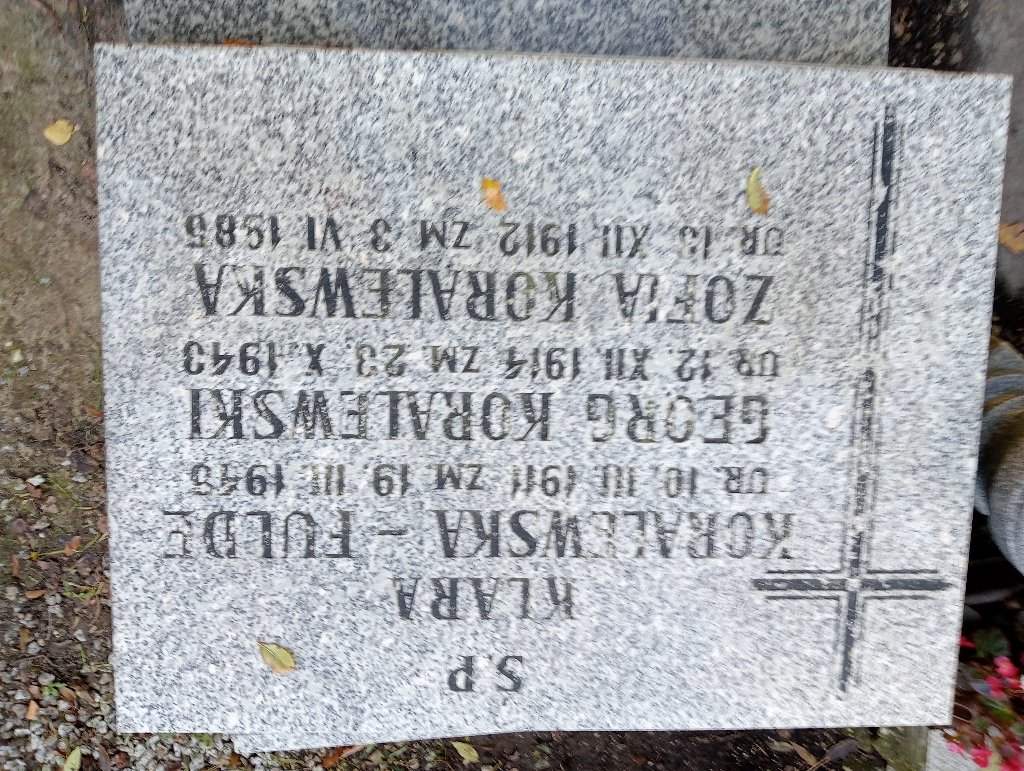 Ś.P.
KLARA
KORALEWSKA - FULDE
UR. 10. 1911 ZM. 19. III. 1945
GEORG KORALEWSKI
UR. 12. XII. 1914 ZM. 23. X. 1943
ZOFIA KORALEWSKA
UR. 13. XII. 1912 ZM. 3. VI 1985